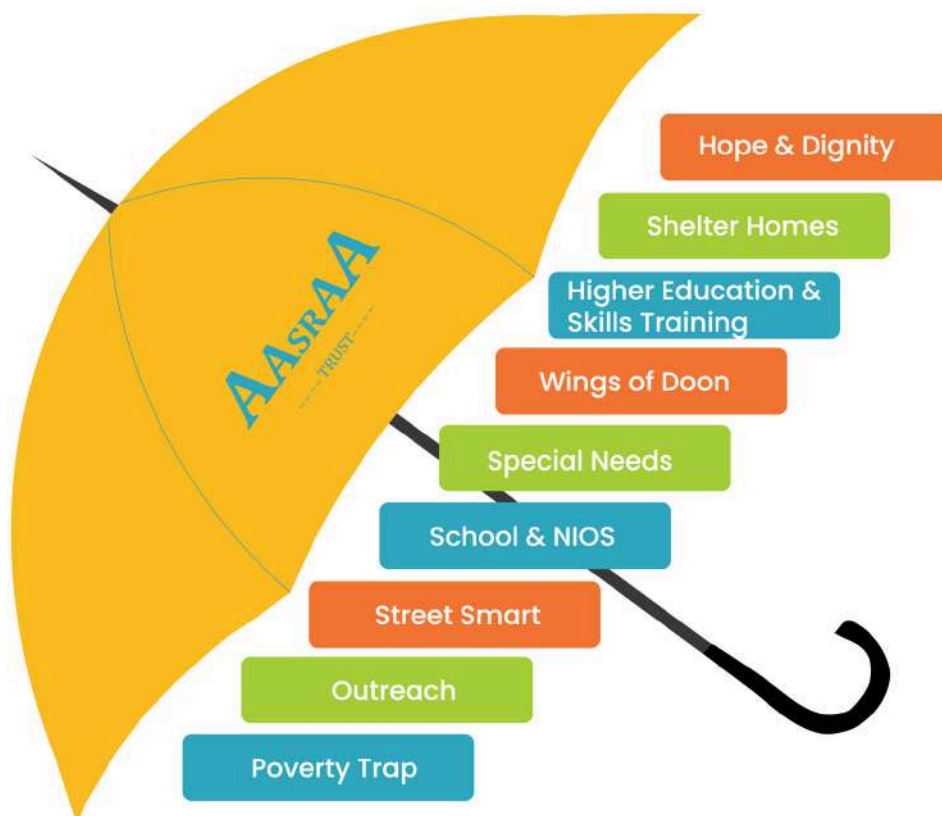 AASRAA
----TRUST----
Hope & Dignity
Shelter Homes
Higher Education &
Skills Training
Wings of Doon
Special Needs
School & NIOS
Street Smart
Outreach
Poverty Trap